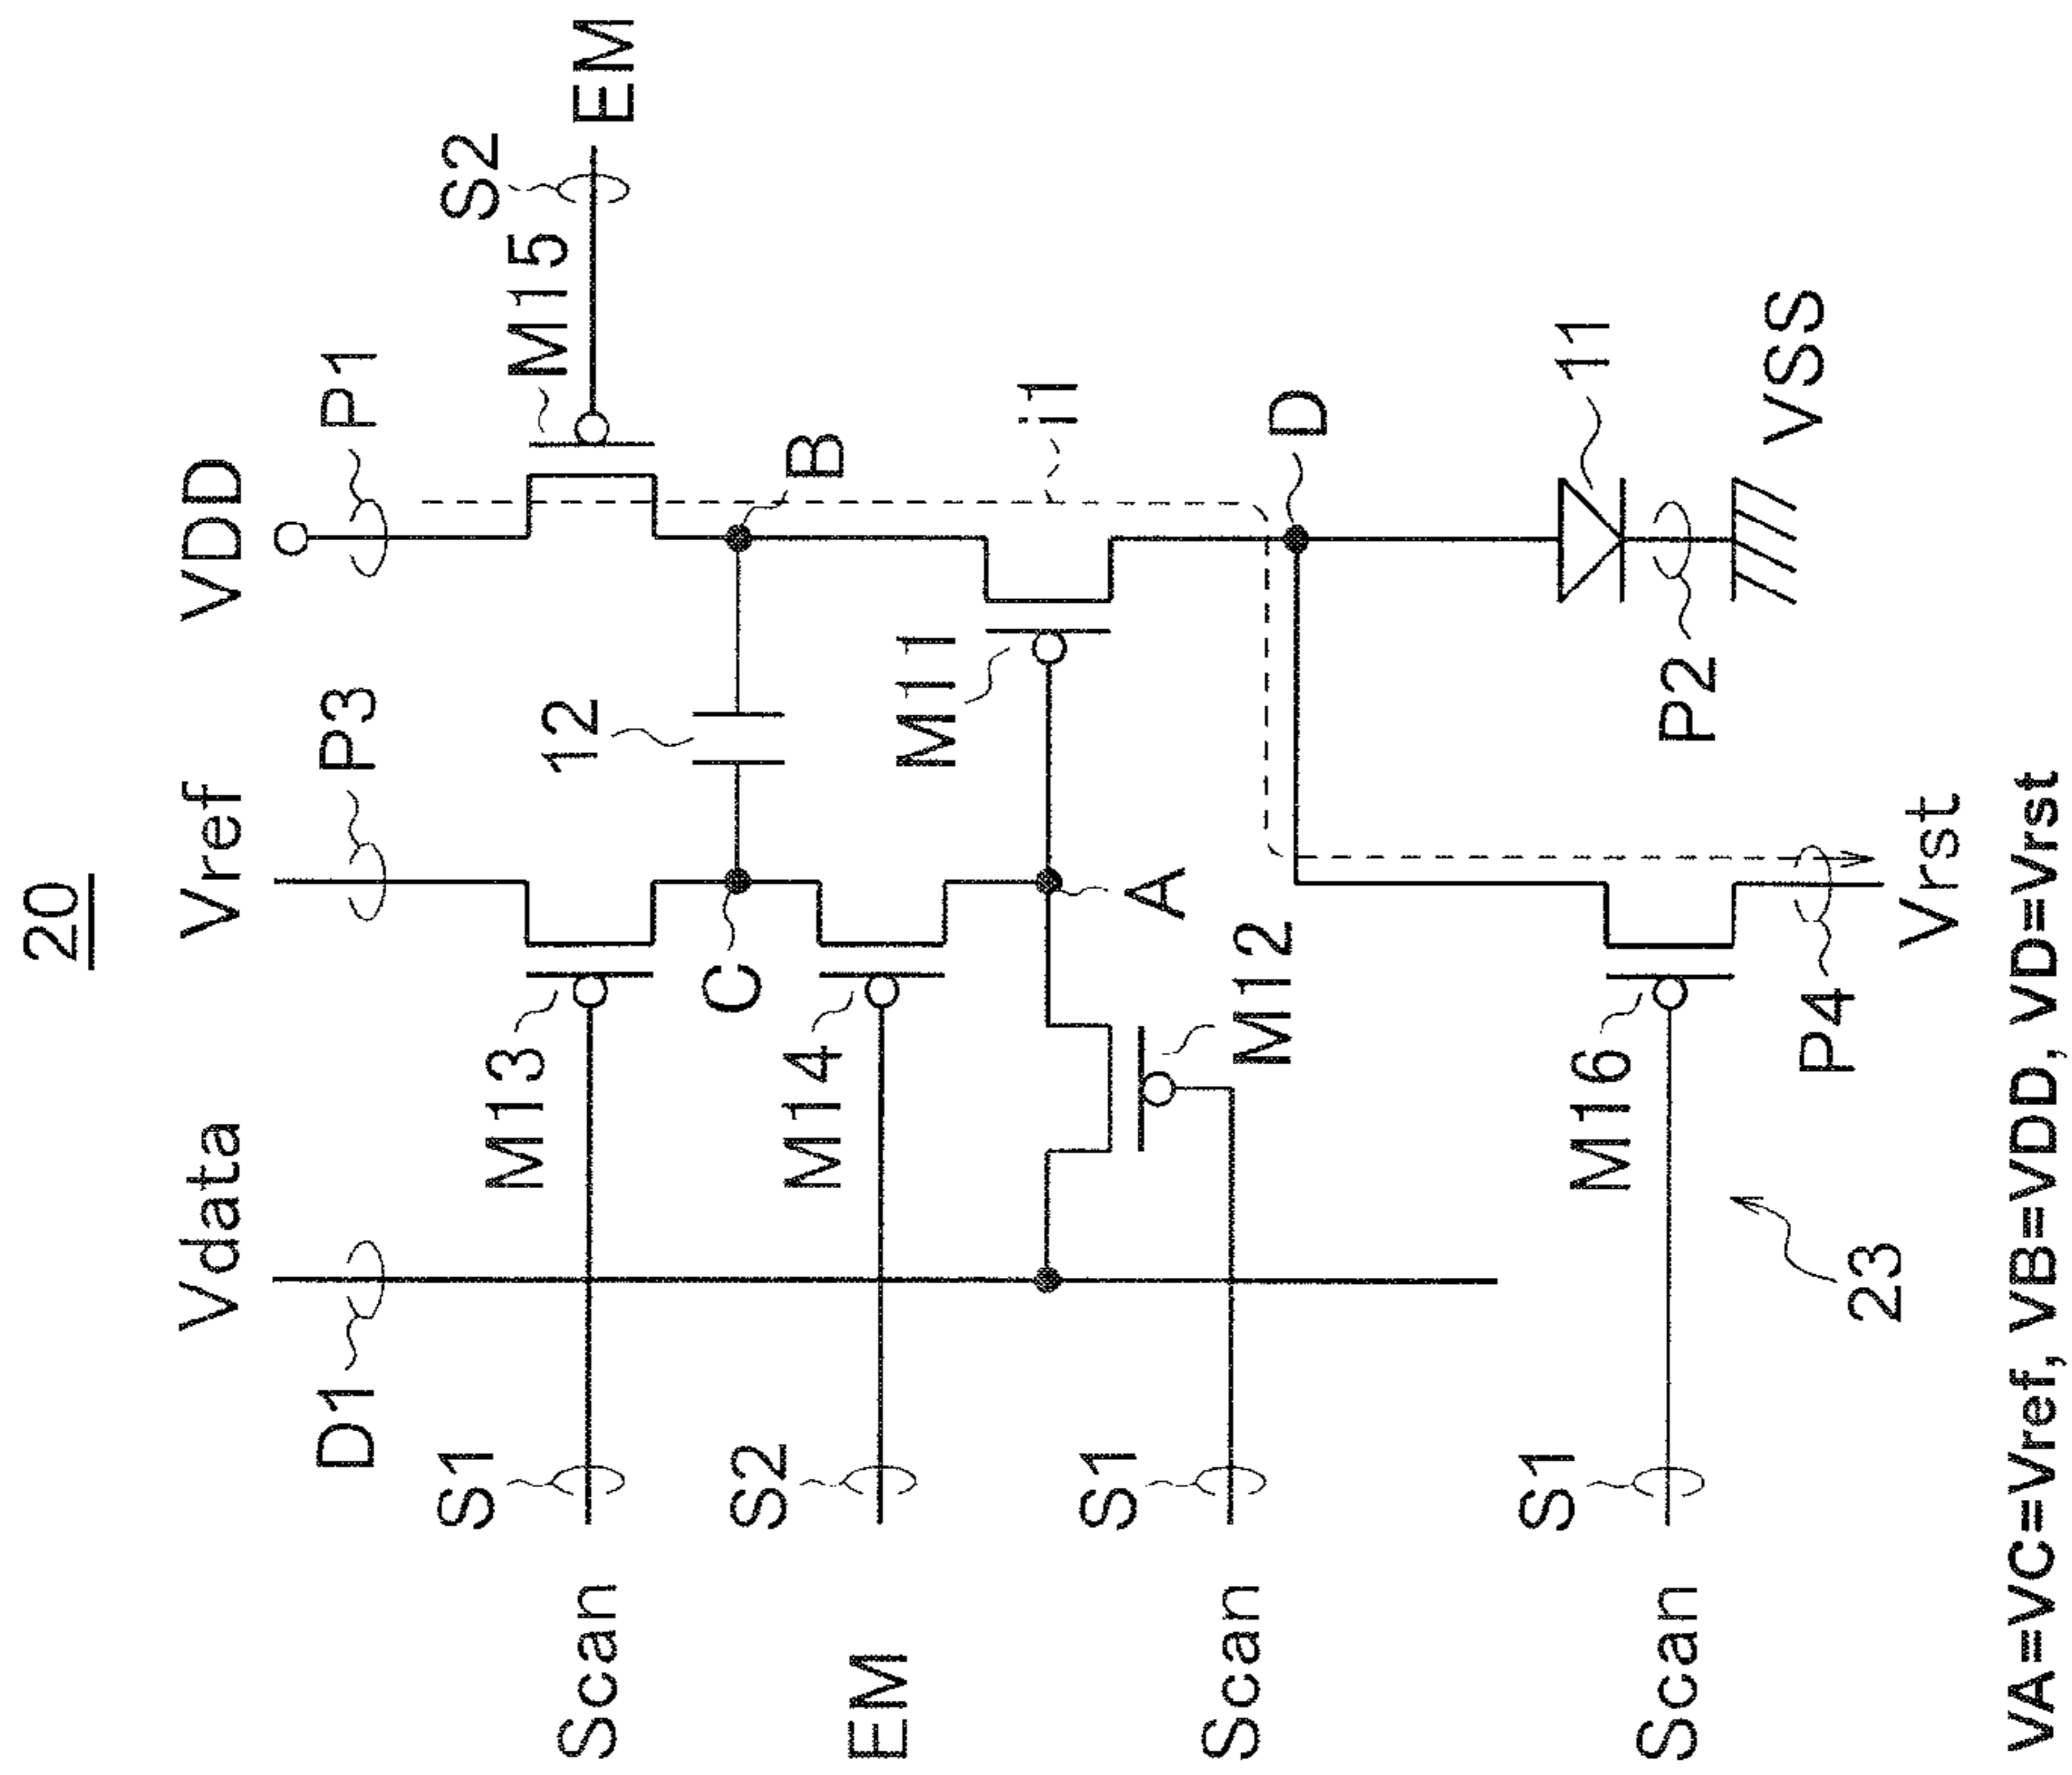 20
Vdata Vref VDD
D1 P3 P1
S1 S2
M13 M15
12
Scan EM
C
S2
M14 B
EM
M11
i1
S1
A
Scan M12
D
S1
11
M16
Scan
P2
VSS
P4
23
Vrst
VA=VC=Vref, VB=VDD, VD=Vrst